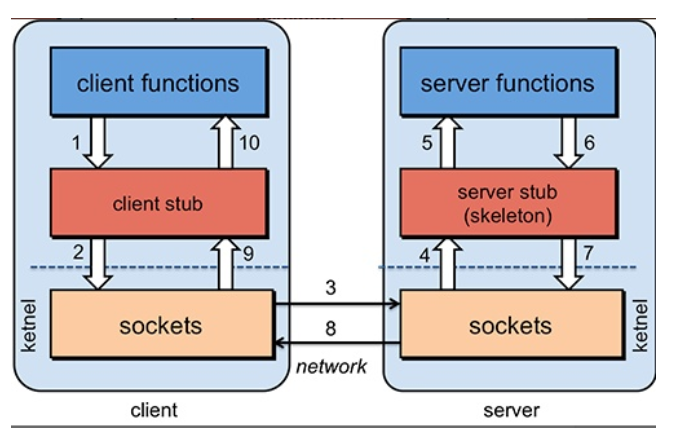 client functions
server functions
1
10
5
6
client stub
server stub
(skeleton)
2
9
4
7
3
ketnel
sockets
8
sockets
ketnel
network
client
server